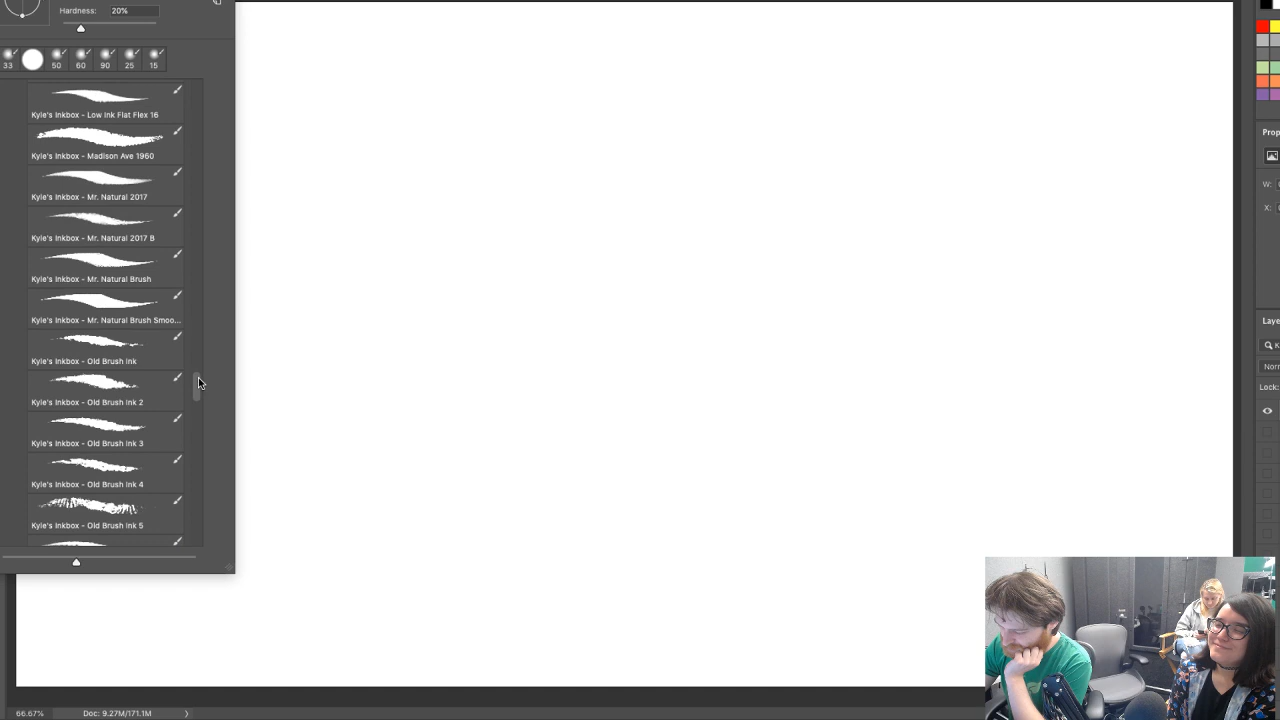 Hardness: 20%
33 50 60 90 25 15
Kyle's Inkbox - Low Ink Flat Flex 16
Kyle's Inkbox - Madison Ave 1960
Kyle's Inkbox - Mr. Natural 2017
Kyle's Inkbox - Mr. Natural 2017 B
Kyle's Inkbox - Mr. Natural Brush
Kyle's Inkbox - Mr. Natural Brush Smoo...
Kyle's Inkbox - Old Brush Ink
Kyle's Inkbox - Old Brush Ink 2
Kyle's Inkbox - Old Brush Ink 3
Kyle's Inkbox - Old Brush Ink 4
Kyle's Inkbox - Old Brush Ink 5
66.67% Doc: 9.27M/171.1M
Prop
W:
X:
Laye
K
Norr
Lock: